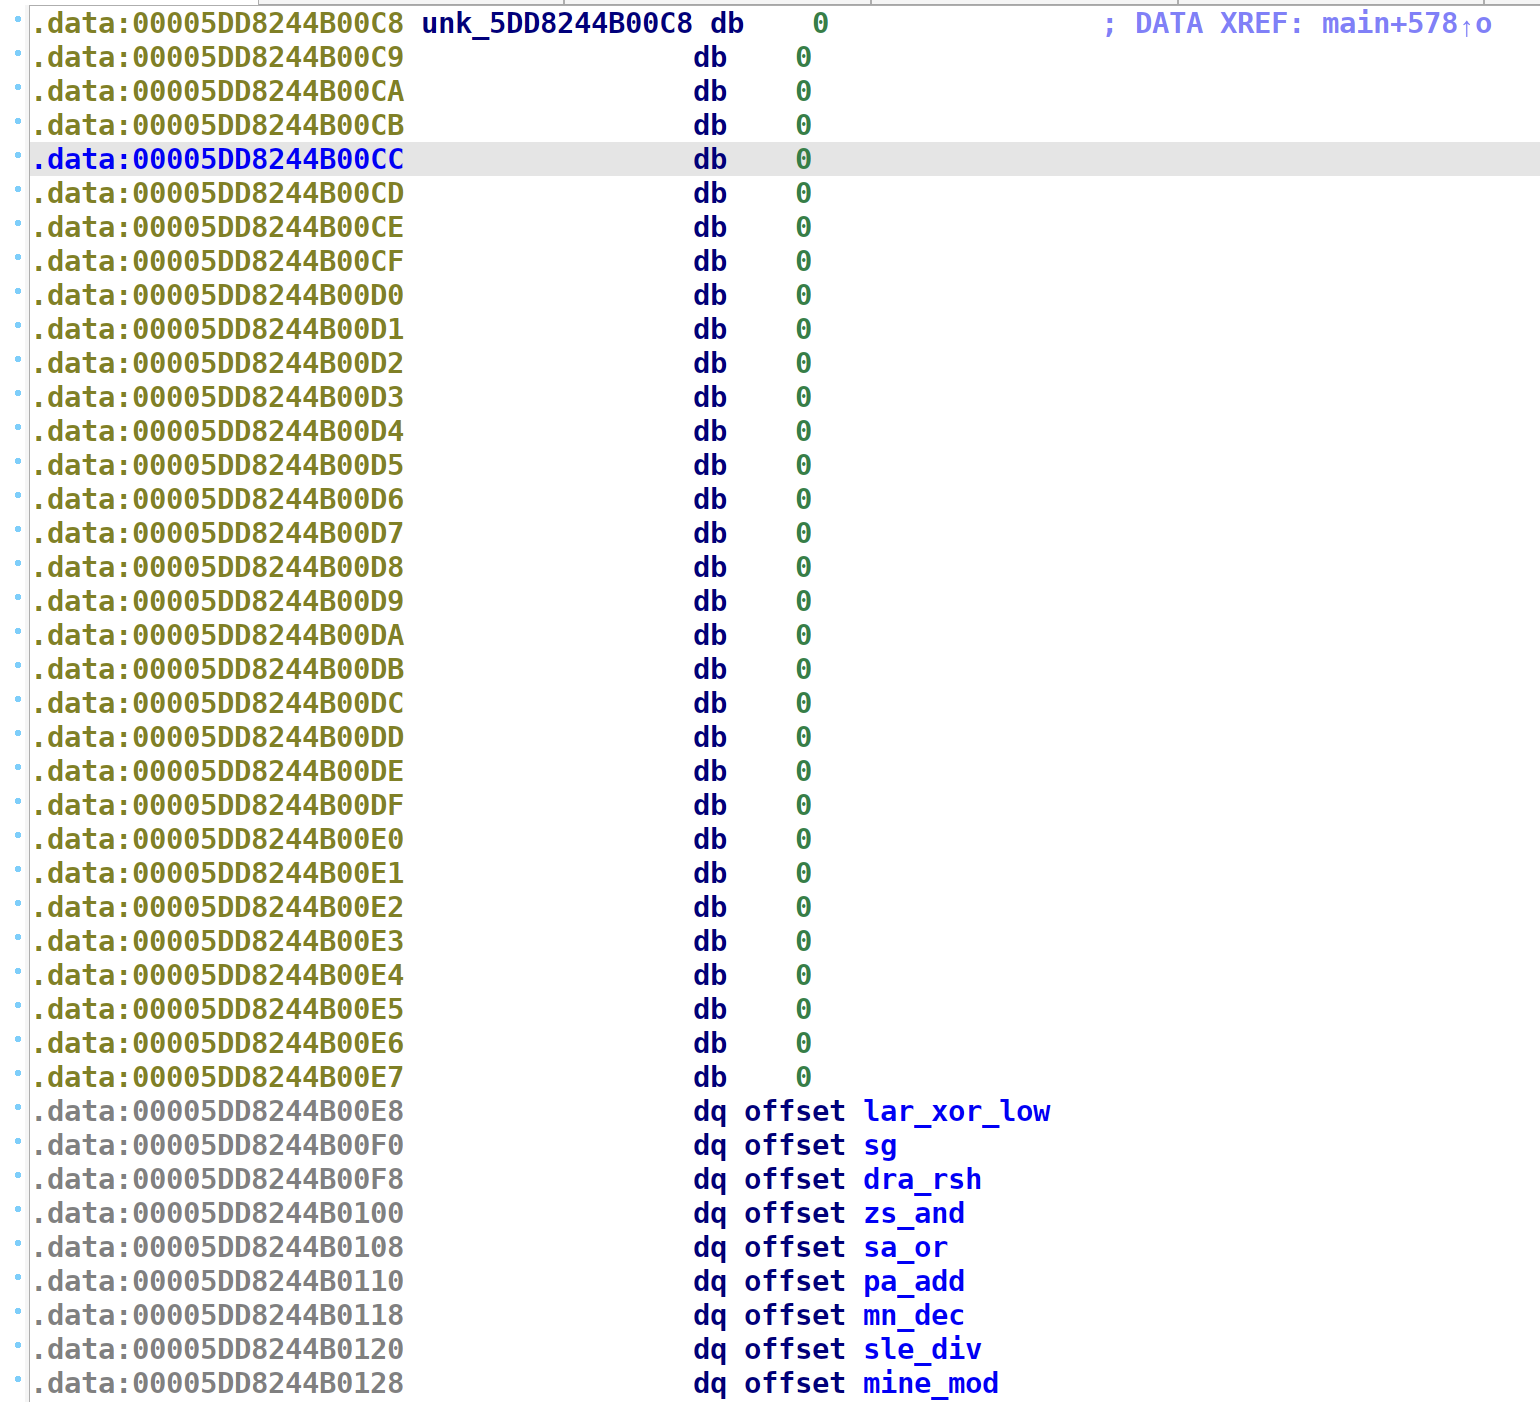 .data:00005DD8244B00C8 unk_5DD8244B00C8 db 0 ; DATA XREF: main+578↑o
.data:00005DD8244B00C9 db 0
.data:00005DD8244B00CA db 0
.data:00005DD8244B00CB db 0
.data:00005DD8244B00CC db 0
.data:00005DD8244B00CD db 0
.data:00005DD8244B00CE db 0
.data:00005DD8244B00CF db 0
.data:00005DD8244B00D0 db 0
.data:00005DD8244B00D1 db 0
.data:00005DD8244B00D2 db 0
.data:00005DD8244B00D3 db 0
.data:00005DD8244B00D4 db 0
.data:00005DD8244B00D5 db 0
.data:00005DD8244B00D6 db 0
.data:00005DD8244B00D7 db 0
.data:00005DD8244B00D8 db 0
.data:00005DD8244B00D9 db 0
.data:00005DD8244B00DA db 0
.data:00005DD8244B00DB db 0
.data:00005DD8244B00DC db 0
.data:00005DD8244B00DD db 0
.data:00005DD8244B00DE db 0
.data:00005DD8244B00DF db 0
.data:00005DD8244B00E0 db 0
.data:00005DD8244B00E1 db 0
.data:00005DD8244B00E2 db 0
.data:00005DD8244B00E3 db 0
.data:00005DD8244B00E4 db 0
.data:00005DD8244B00E5 db 0
.data:00005DD8244B00E6 db 0
.data:00005DD8244B00E7 db 0
.data:00005DD8244B00E8 dq offset lar_xor_low
.data:00005DD8244B00F0 dq offset sg
.data:00005DD8244B00F8 dq offset dra_rsh
.data:00005DD8244B0100 dq offset zs_and
.data:00005DD8244B0108 dq offset sa_or
.data:00005DD8244B0110 dq offset pa_add
.data:00005DD8244B0118 dq offset mn_dec
.data:00005DD8244B0120 dq offset sle_div
.data:00005DD8244B0128 dq offset mine_mod